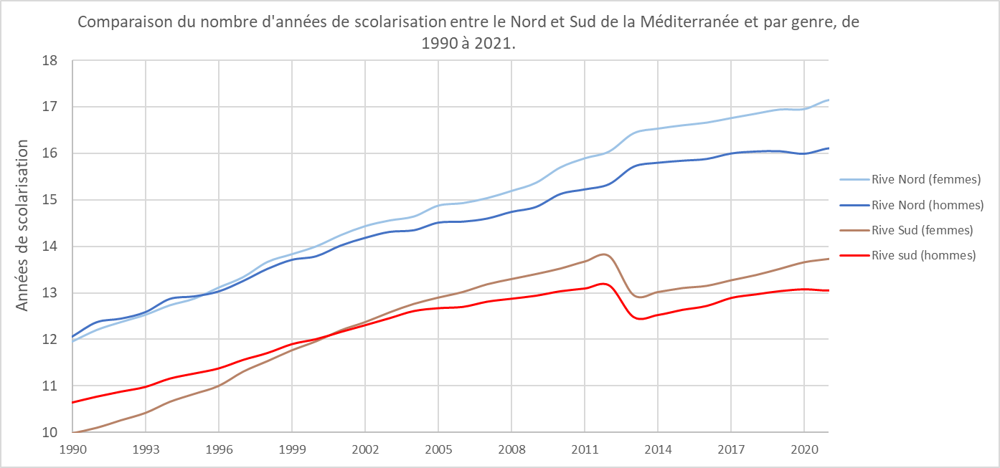 Comparaison du nombre d'années de scolarisation entre le Nord et Sud de la Méditerranée et par genre, de
1990 à 2021.
Années de scolarisation
18
17
16
15
14
13
12
11
10
1990 1993 1996 1999 2002 2005 2008 2011 2014 2017 2020
Rive Nord (femmes)
Rive Nord (hommes)
Rive Sud (femmes)
Rive sud (hommes)